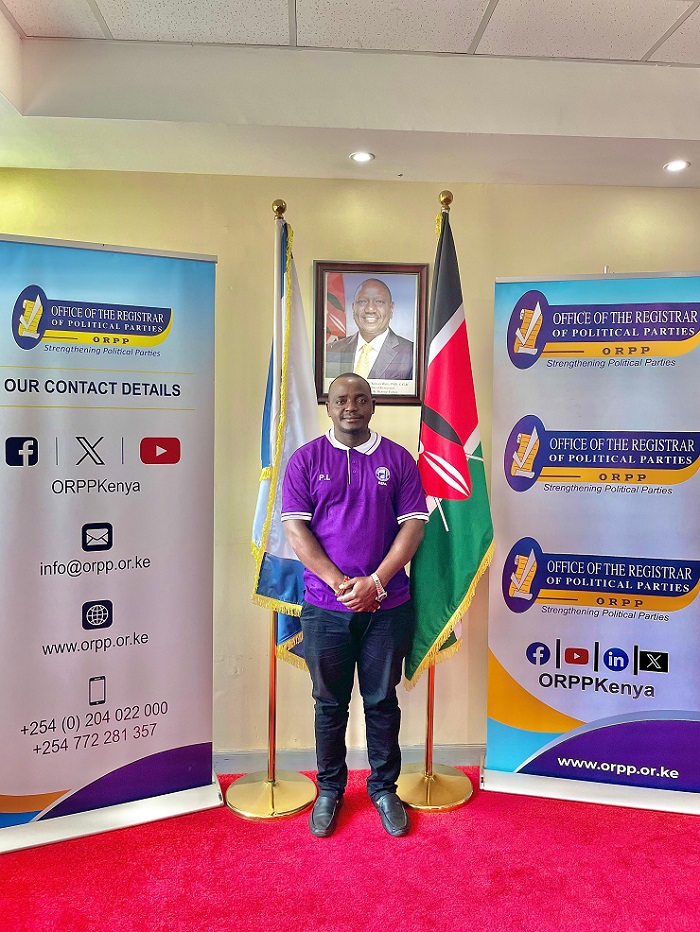 OFFICE OF THE REGISTRAR
OF POLITICAL PARTIES
ORPP
Strengthening Political Parties
OUR CONTACT DETAILS
ORPPKenya
info@orpp.or.ke
www.orpp.or.ke
+254 (0) 204 022 000
+254 772 281 357
P.L
OFFICE OF THE REGISTRAR
OF POLITICAL PARTIES
ORPP
Strengthening Political Parties
OFFICE OF THE REGISTRAR
OF POLITICAL PARTIES
ORPP
Strengthening Political Parties
OFFICE OF THE REGISTRAR
OF POLITICAL PARTIES
ORPP
Strengthening Political Parties
ORPPKenya
www.orpp.or.ke